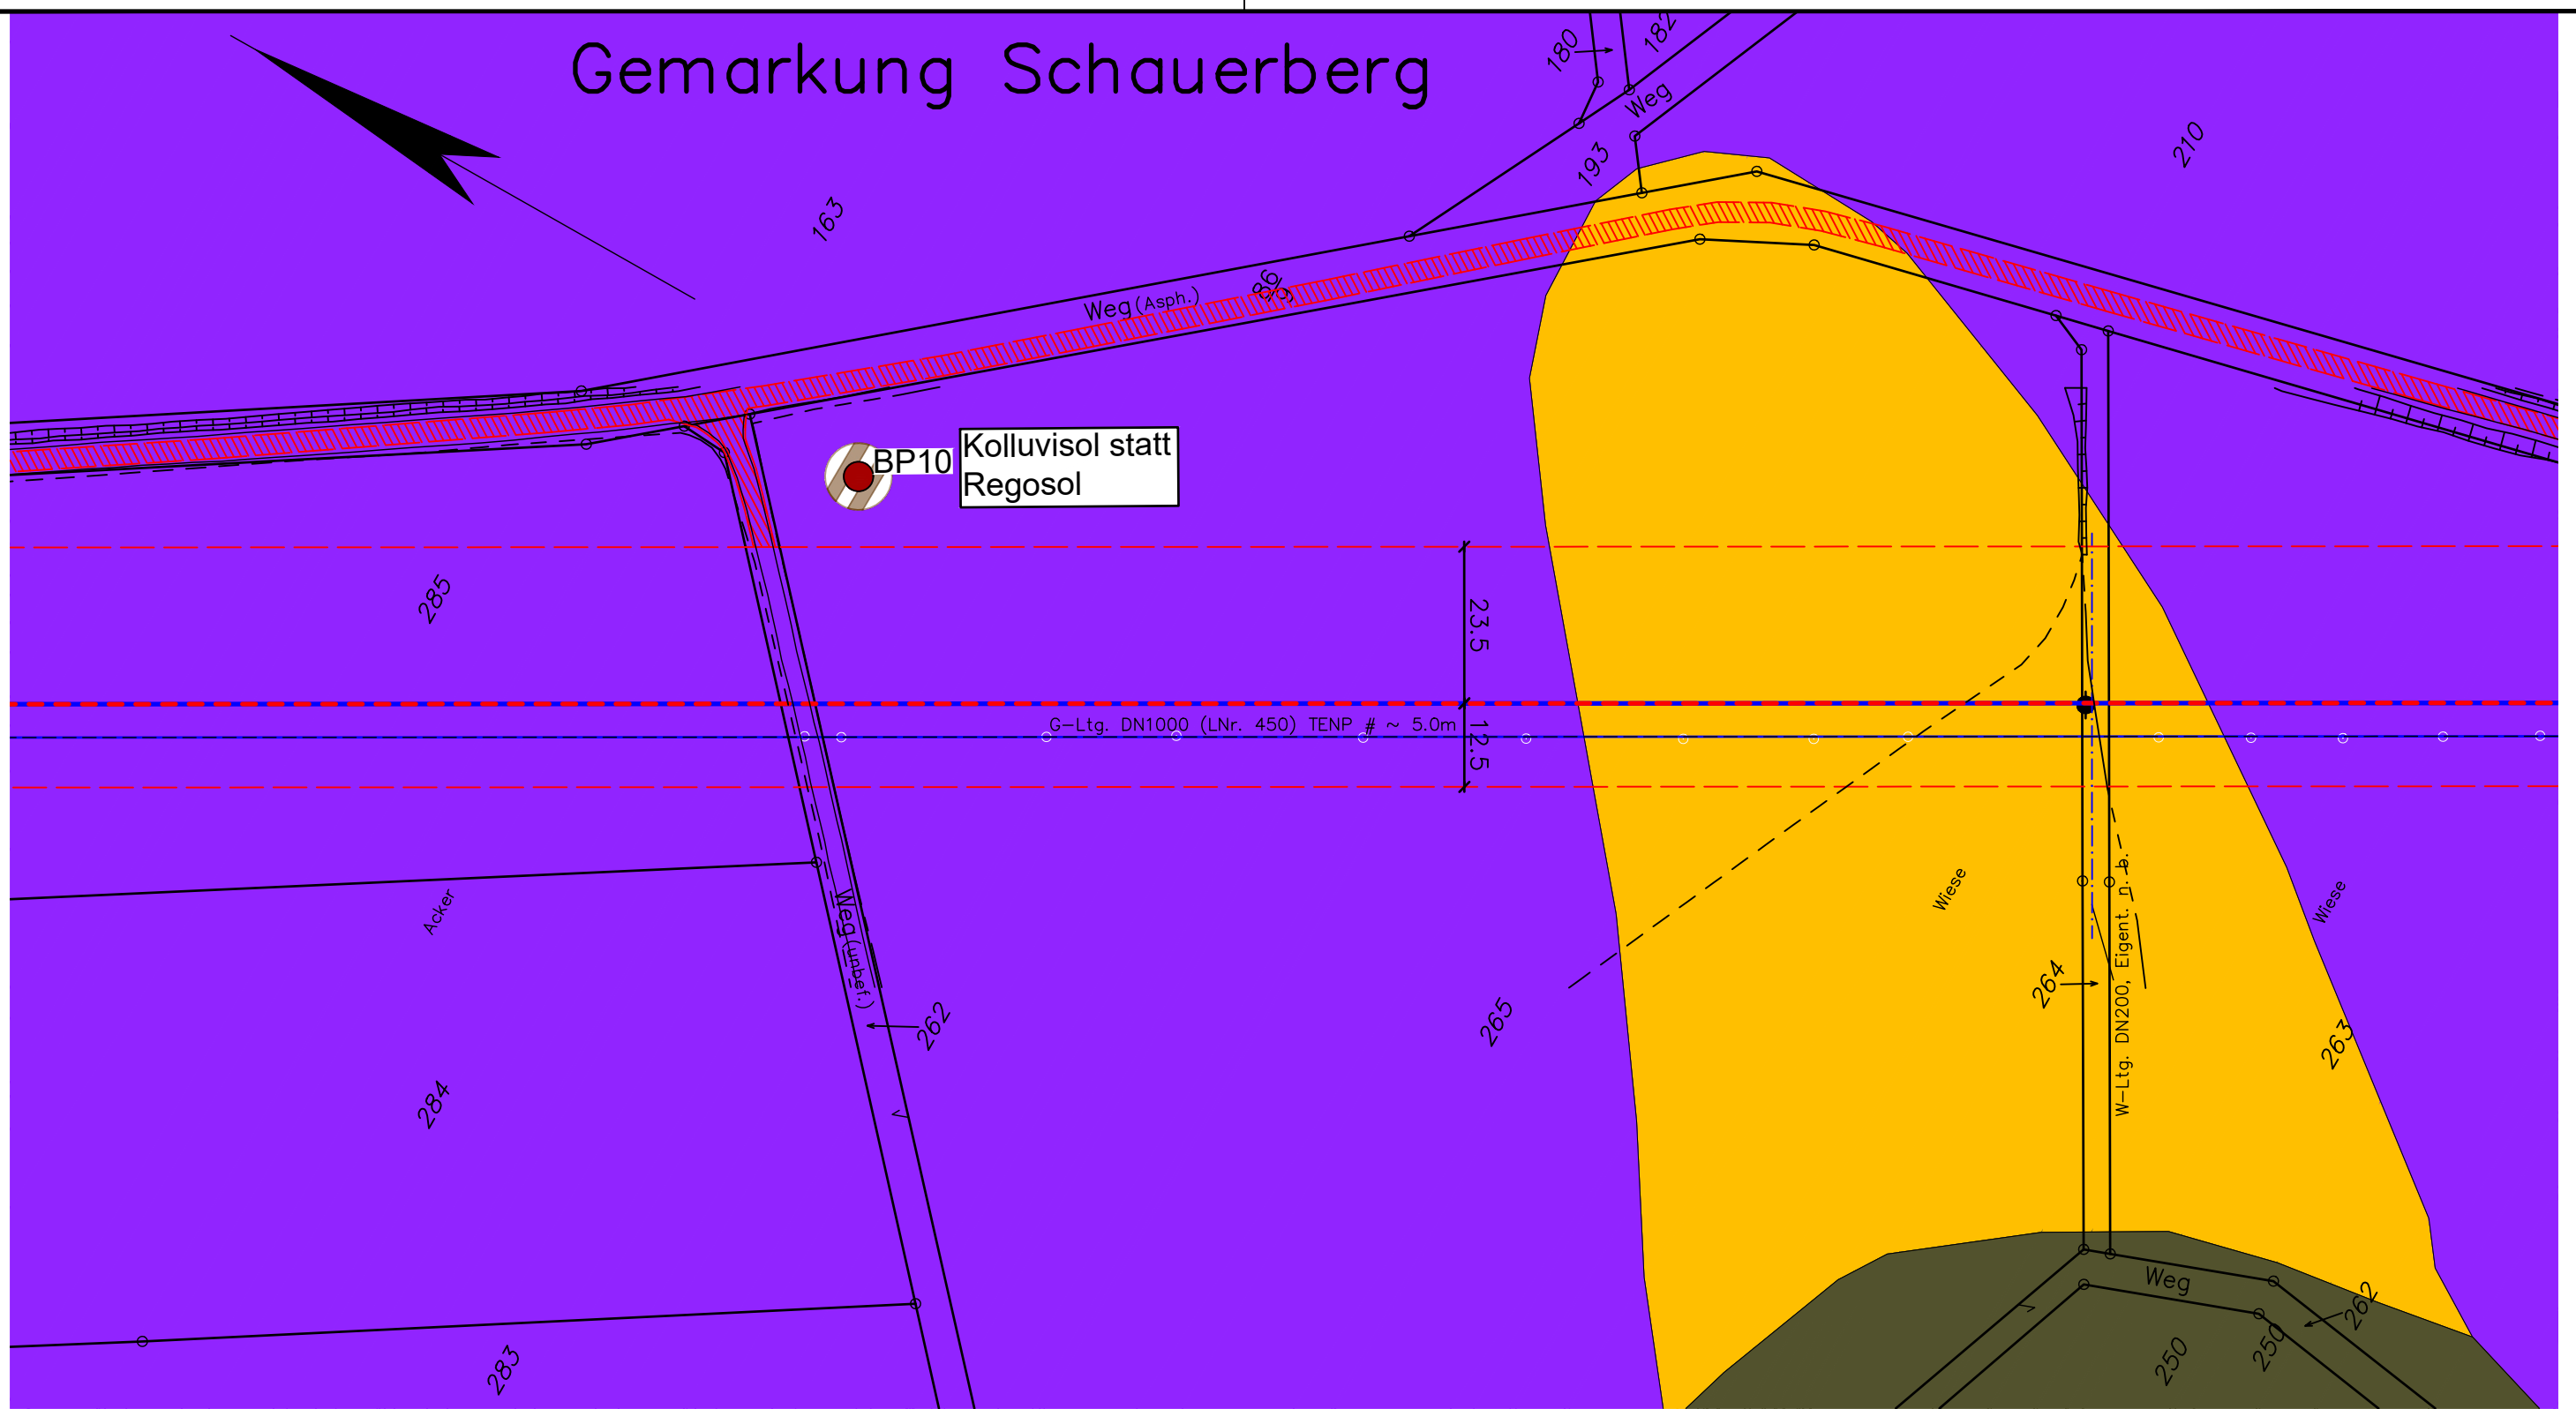 Gemarkung Schauerberg
180
182
Weg
193
210
163
Weg (Asph.)
BP10
Kolluvisol statt
Regosol
285
23.5
G-Ltg. DN1000 (LNr. 450) TENP # ~ 5.0m
12.5
Acker
Weg (unbef.)
Wiese
Wiese
W-Ltg. DN200, Eigent. n. b.
264
265
262
263
284
Weg
262
250
250
283